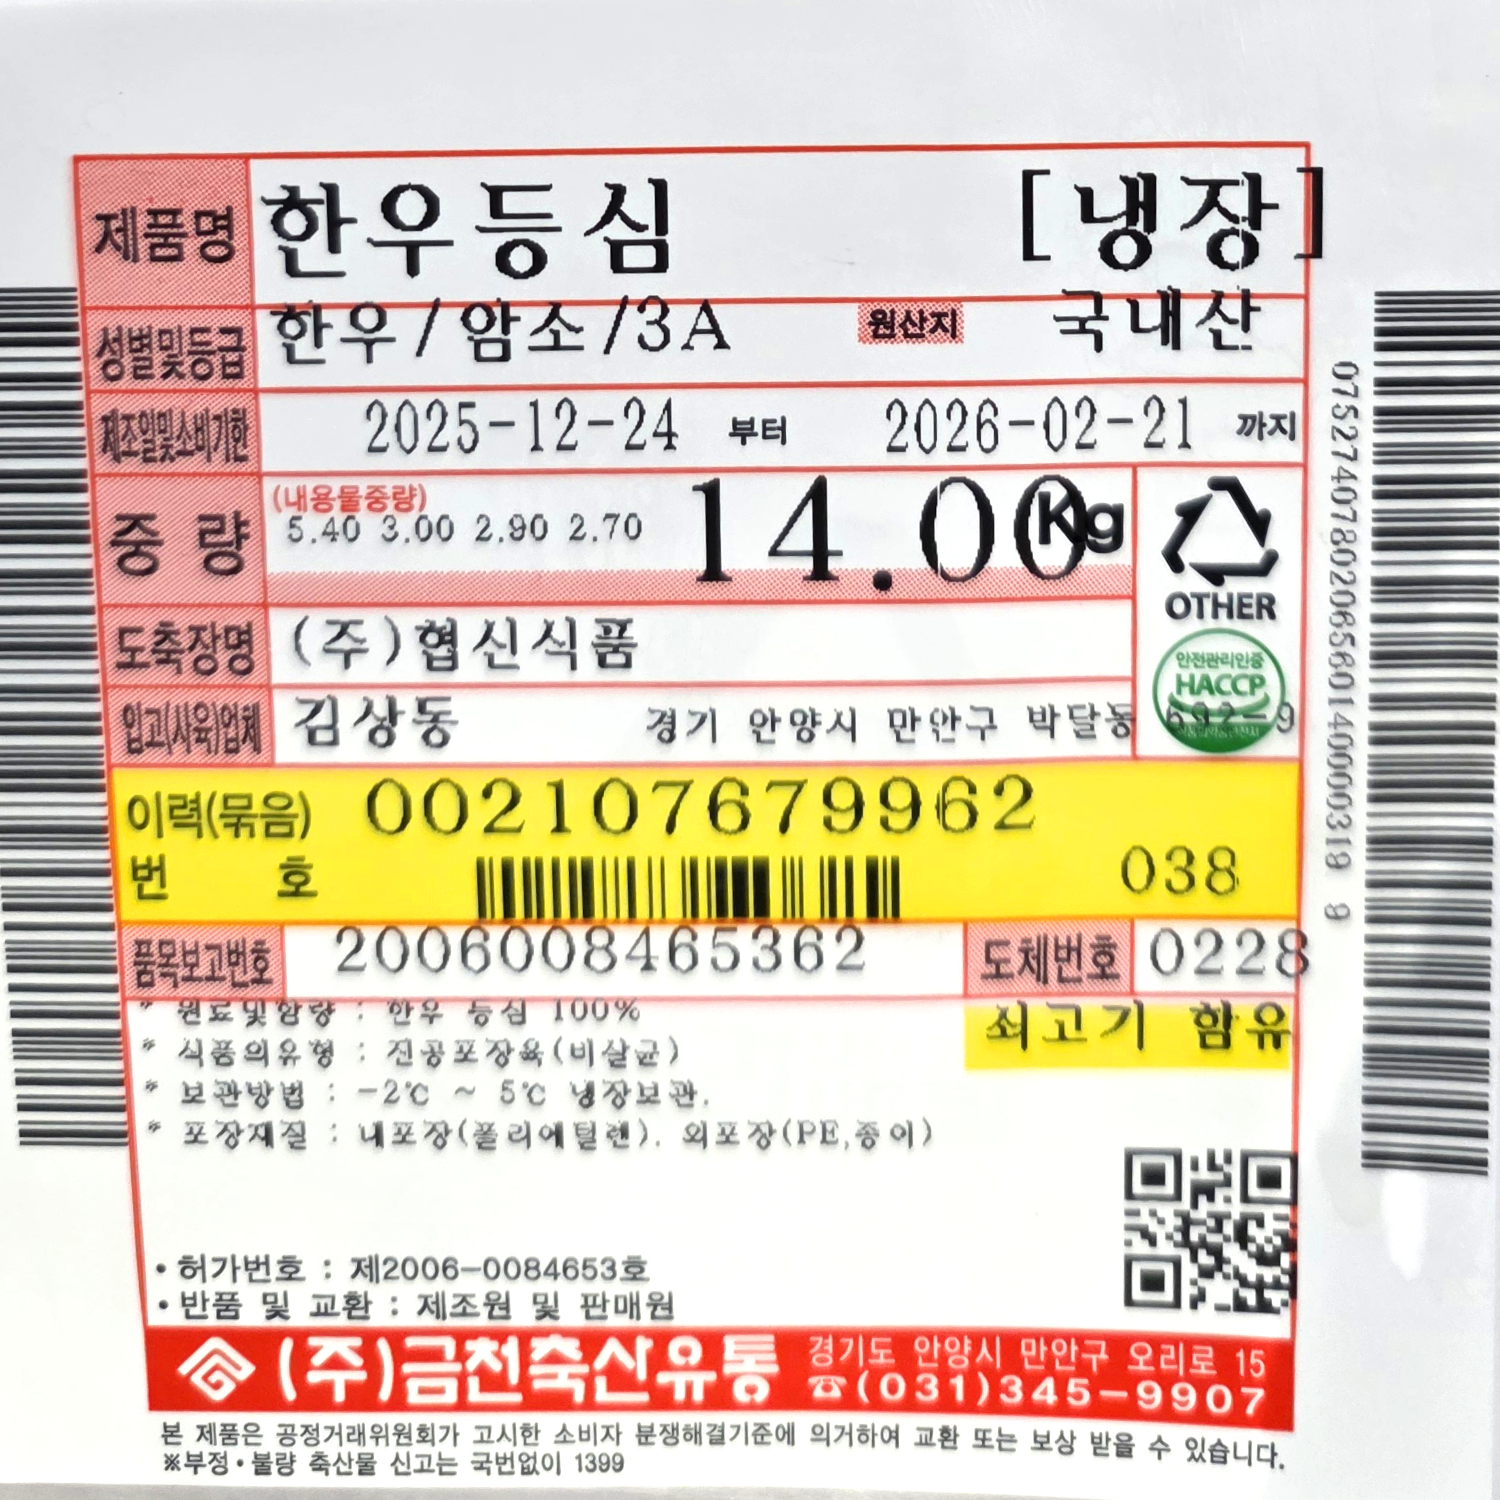 제품명 한우등심 [냉장]
성별및등급 한우/암소/3A 원산지 국내산
제조일및소비기한 2025-12-24 부터 2026-02-21 까지
중 량 (내용물중량) 14.00Kg
5.40 3.00 2.90 2.70
OTHER
도축장명 (주)협신식품
안전관리인증
HACCP
입고(사육)업체 김상동 경기 안양시 만안구 박달동 692-9
이력(묶음) 002107679962
번 호 038
품목보고번호 2006008465362 도체번호 0228
* 원료및함량 : 한우 등심 100% 쇠고기 함유
* 식품의유형 : 진공포장육(비살균)
* 보관방법 : -2℃ ~ 5℃ 냉장보관.
* 포장재질 : 내포장(폴리에틸렌), 외포장(PE,종이)
• 허가번호 : 제2006-0084653호
• 반품 및 교환 : 제조원 및 판매원
(주)금천축산유통 경기도 안양시 만안구 오리로 15
☎(031)345-9907
본 제품은 공정거래위원회가 고시한 소비자 분쟁해결기준에 의거하여 교환 또는 보상 받을 수 있습니다.
※부정•불량 축산물 신고는 국번없이 1399